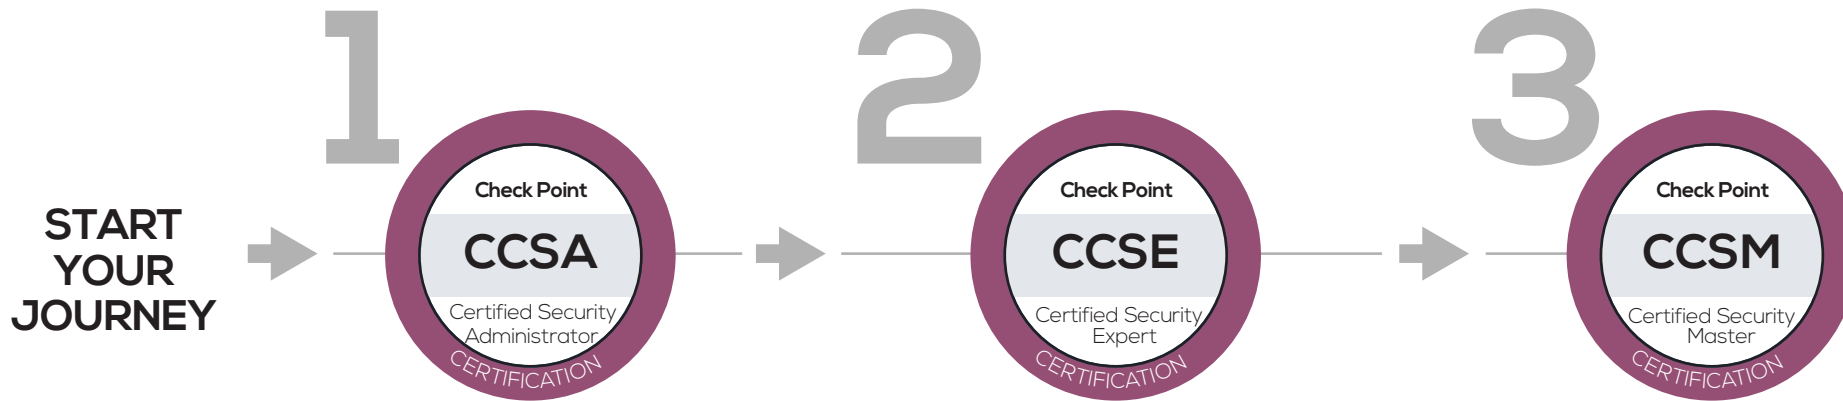 START
YOUR
JOURNEY
1
Check Point
CCSA
Certified Security
Administrator
CERTIFICATION
2
Check Point
CCSE
Certified Security
Expert
CERTIFICATION
3
Check Point
CCSM
Certified Security
Master
CERTIFICATION